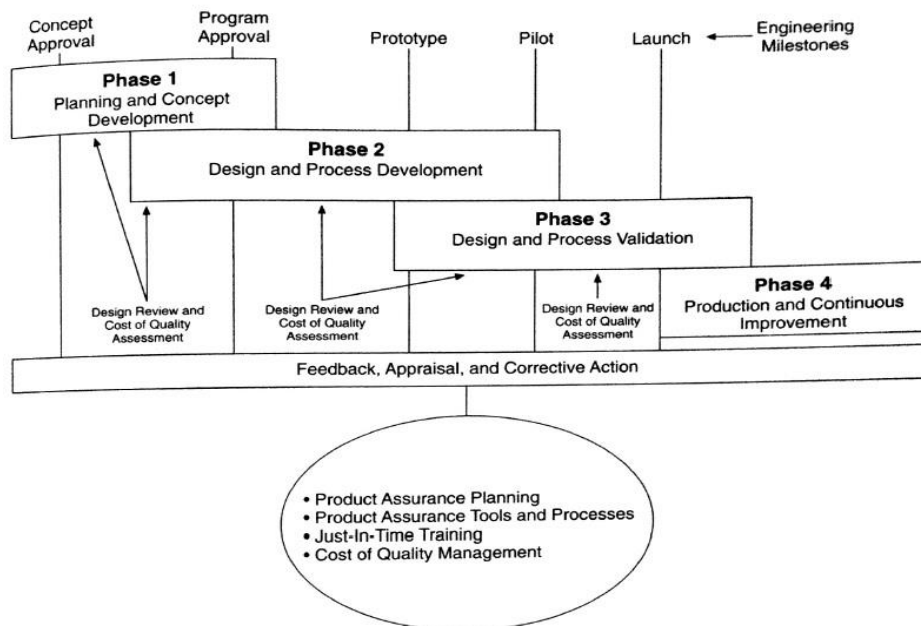 Concept
Approval
Program
Approval
Prototype
Pilot
Launch
Engineering
Milestones
Phase 1
Planning and Concept
Development
Phase 2
Design and Process Development
Phase 3
Design and Process Validation
Phase 4
Production and Continuous
Improvement
Design Review and
Cost of Quality
Assessment
Design Review and
Cost of Quality
Assessment
Design Review and
Cost of Quality
Assessment
Feedback, Appraisal, and Corrective Action
• Product Assurance Planning
• Product Assurance Tools and Processes
• Just-In-Time Training
• Cost of Quality Management